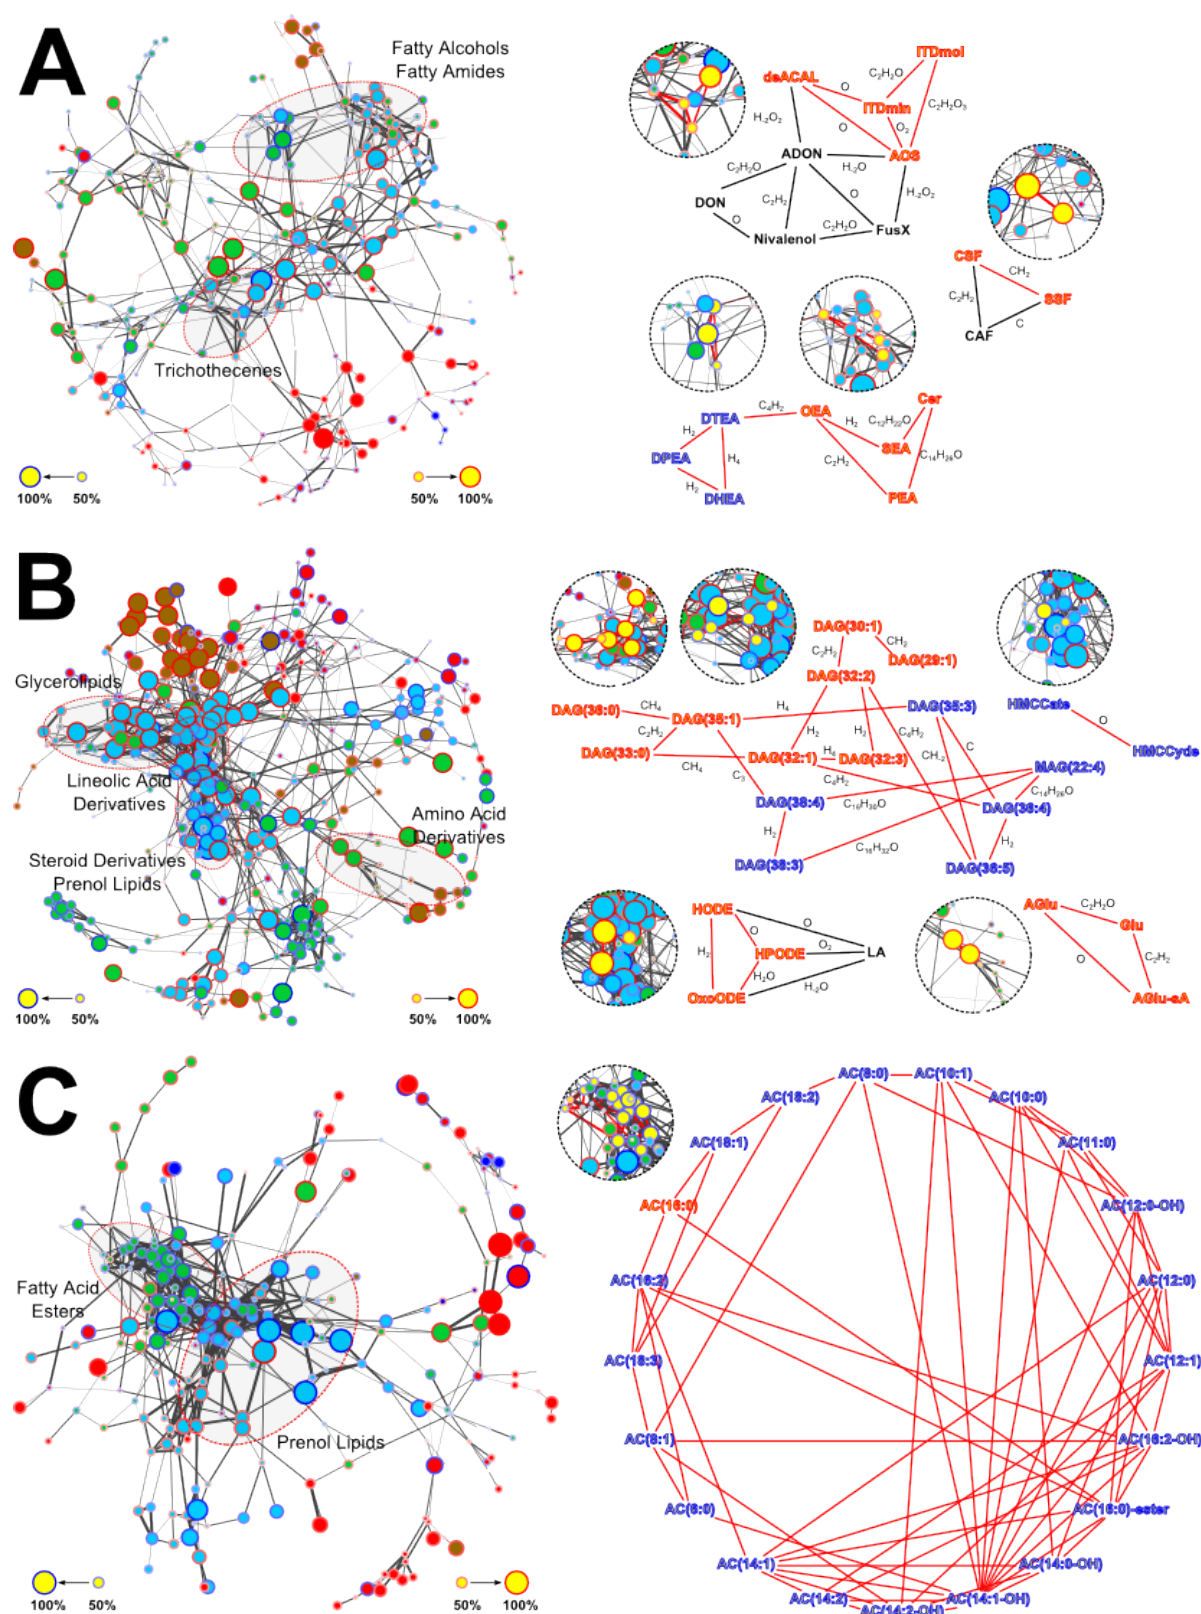 A
Fatty Alcohols
Fatty Amides
Trichothecenes
100%
50%
50%
100%
ITDmol
deACAL
C₂H₂O
O
ITDmin
C₂H₂O₃
H₋₂O₂
O
O₂
ADON
AOS
C₂H₂O
H₋₂O
DON
C₂H₂
O
H₋₂O₂
O
Nivalenol
C₂H₂O
FusX
CSF
CH₂
C₂H₂
SSF
CAF
C
DTEA
C₄H₂
OEA
Cer
H₂
C₁₂H₂₂O
H₂
H₄
SEA
DPEA
C₂H₂
C₁₄H₂₆O
H₂
DHEA
PEA
B
Glycerolipids
Lineolic Acid
Derivatives
Amino Acid
Derivatives
Steroid Derivatives
Prenol Lipids
100%
50%
50%
100%
DAG(30:1)
CH₂
C₂H₂
DAG(29:1)
DAG(32:2)
DAG(36:0)
CH₄
DAG(35:1)
H₄
DAG(35:3)
HMCCate
O
C₂H₂
H₂
H₂
DAG(33:0)
DAG(32:1)
H₄
DAG(32:3)
CH₋₂
C
HMCCyde
CH₄
C₃
C₄H₂
MAG(22:4)
DAG(38:4)
C₁₆H₃₀O
DAG(36:4)
H₂
C₁₆H₃₂O
H₂
DAG(38:3)
DAG(36:5)
HODE
O
O
O₂
H₂
HPODE
LA
H₂O
OxoODE
H₋₂O
AGlu
C₂H₂O
Glu
O
C₂H₂
AGlu-sA
C
Fatty Acid
Esters
Prenol Lipids
100%
50%
50%
100%
AC(8:0)
AC(10:1)
AC(18:2)
AC(10:0)
AC(18:1)
AC(11:0)
AC(16:0)
AC(12:0-OH)
AC(16:2)
AC(12:0)
AC(18:3)
AC(12:1)
AC(8:1)
AC(16:2-OH)
AC(6:0)
AC(16:0)-ester
AC(14:1)
AC(14:0-OH)
AC(14:2)
AC(14:1-OH)
AC(14:2-OH)